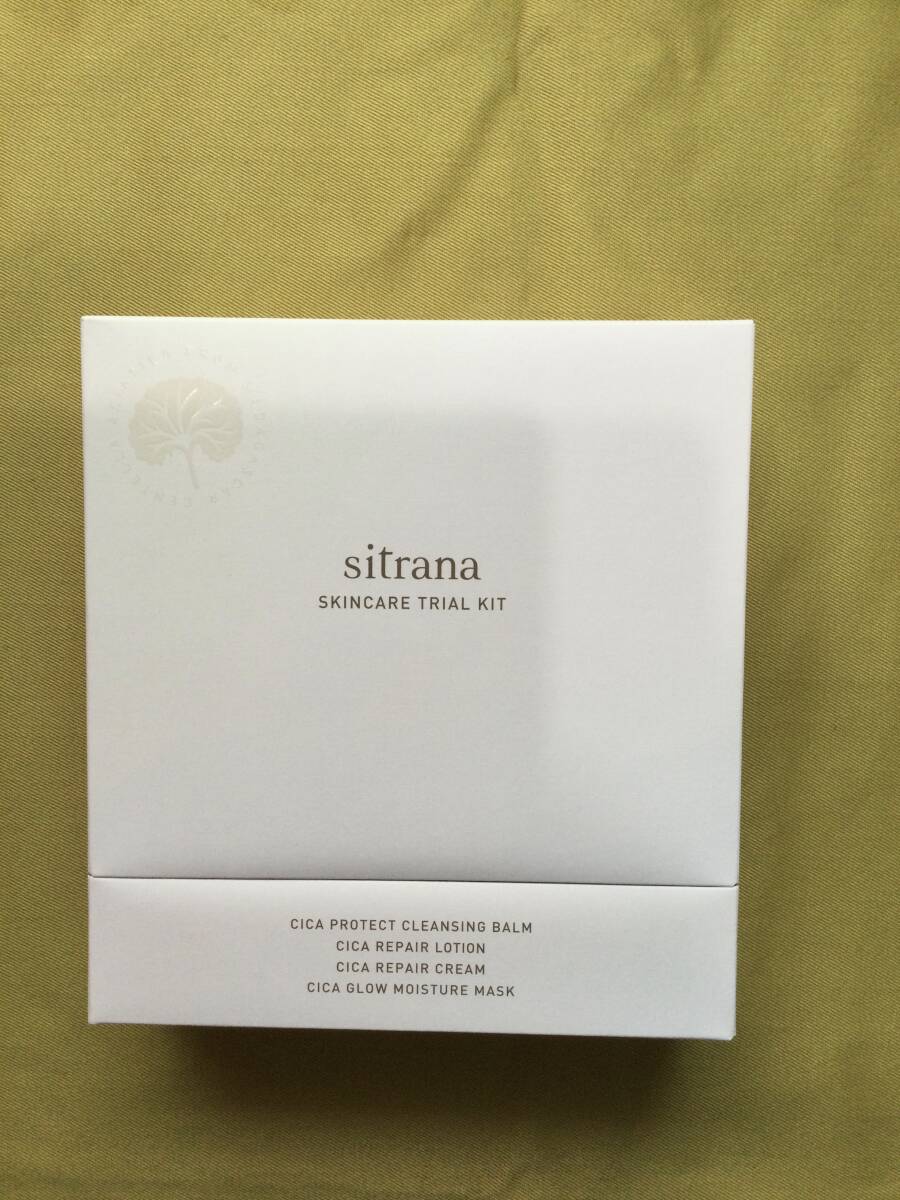 sitrana
SKINCARE TRIAL KIT
CICA PROTECT CLEANSING BALM
CICA REPAIR LOTION
CICA REPAIR CREAM
CICA GLOW MOISTURE MASK